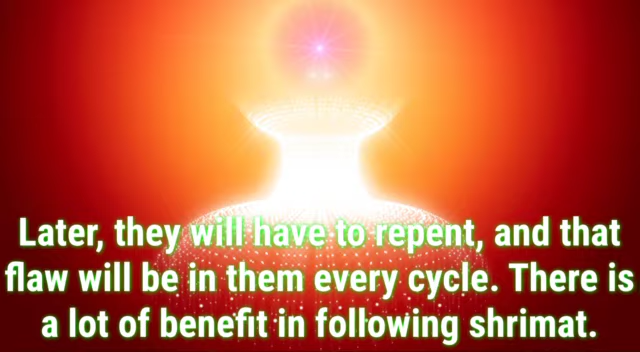 Later, they will have to repent, and that
flaw will be in them every cycle. There is
a lot of benefit in following shrimat.